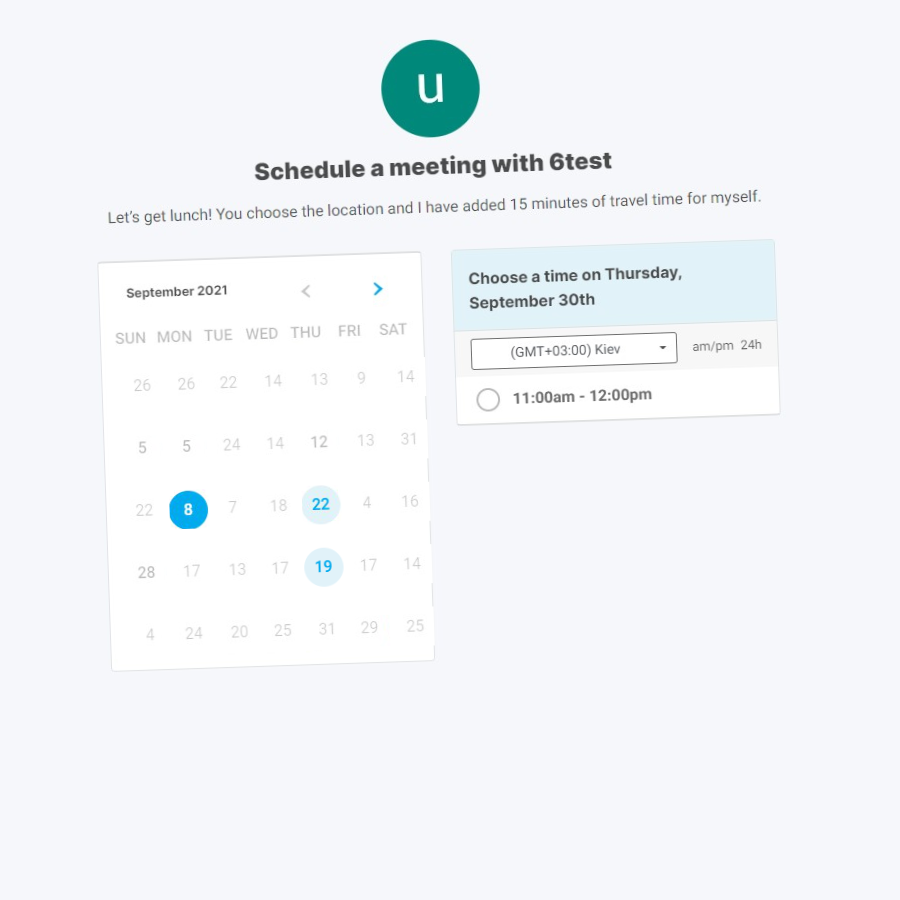 u
Schedule a meeting with 6test
Let's get lunch! You choose the location and I have added 15 minutes of travel time for myself.
September 2021
SUN MON TUE WED THU FRI SAT
26 26 22 14 13 9 14
5 5 24 14 12 13 31
22 8 7 18 22 4 16
28 17 13 17 19 17 14
4 24 20 25 31 29 25
Choose a time on Thursday,
September 30th
(GMT+03:00) Kiev am/pm 24h
11:00am - 12:00pm